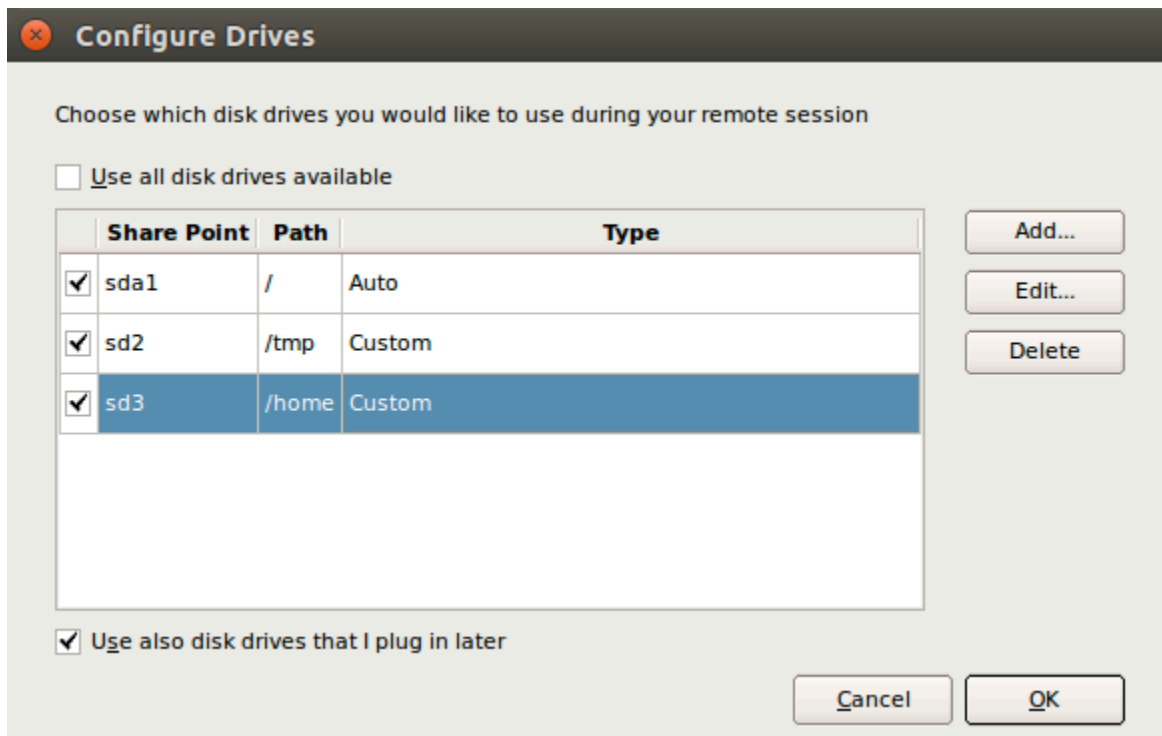 Configure Drives
Choose which disk drives you would like to use during your remote session
Use all disk drives available
Share Point Path Type
sda1 / Auto
sd2 /tmp Custom
sd3 /home Custom
Add...
Edit...
Delete
Use also disk drives that I plug in later
Cancel OK